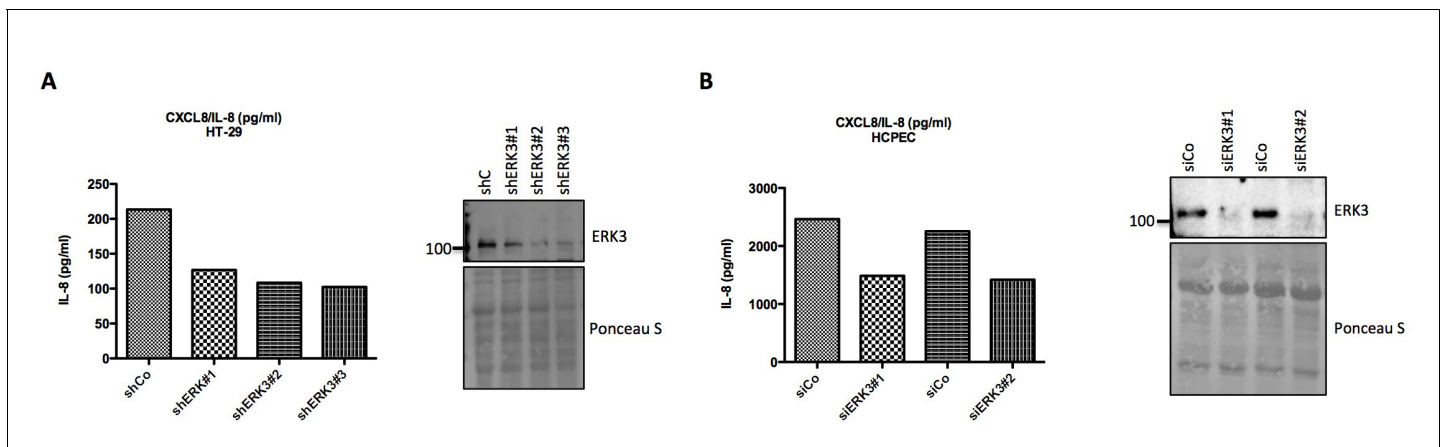 A
CXCL8/IL-8 (pg/ml)
HT-29
IL-8 (pg/ml)
250
200
150
100
50
0
shCo
shERK#1
shERK3#2
shERK3#3
shC
shERK3#1
shERK3#2
shERK3#3
100
ERK3
Ponceau S
B
CXCL8/IL-8 (pg/ml)
HCPEC
IL-8 (pg/ml)
3000
2000
1000
0
siCo
siERK3#1
siCo
siERK3#2
siCo
siERK3#1
siCo
siERK3#2
100
ERK3
Ponceau S